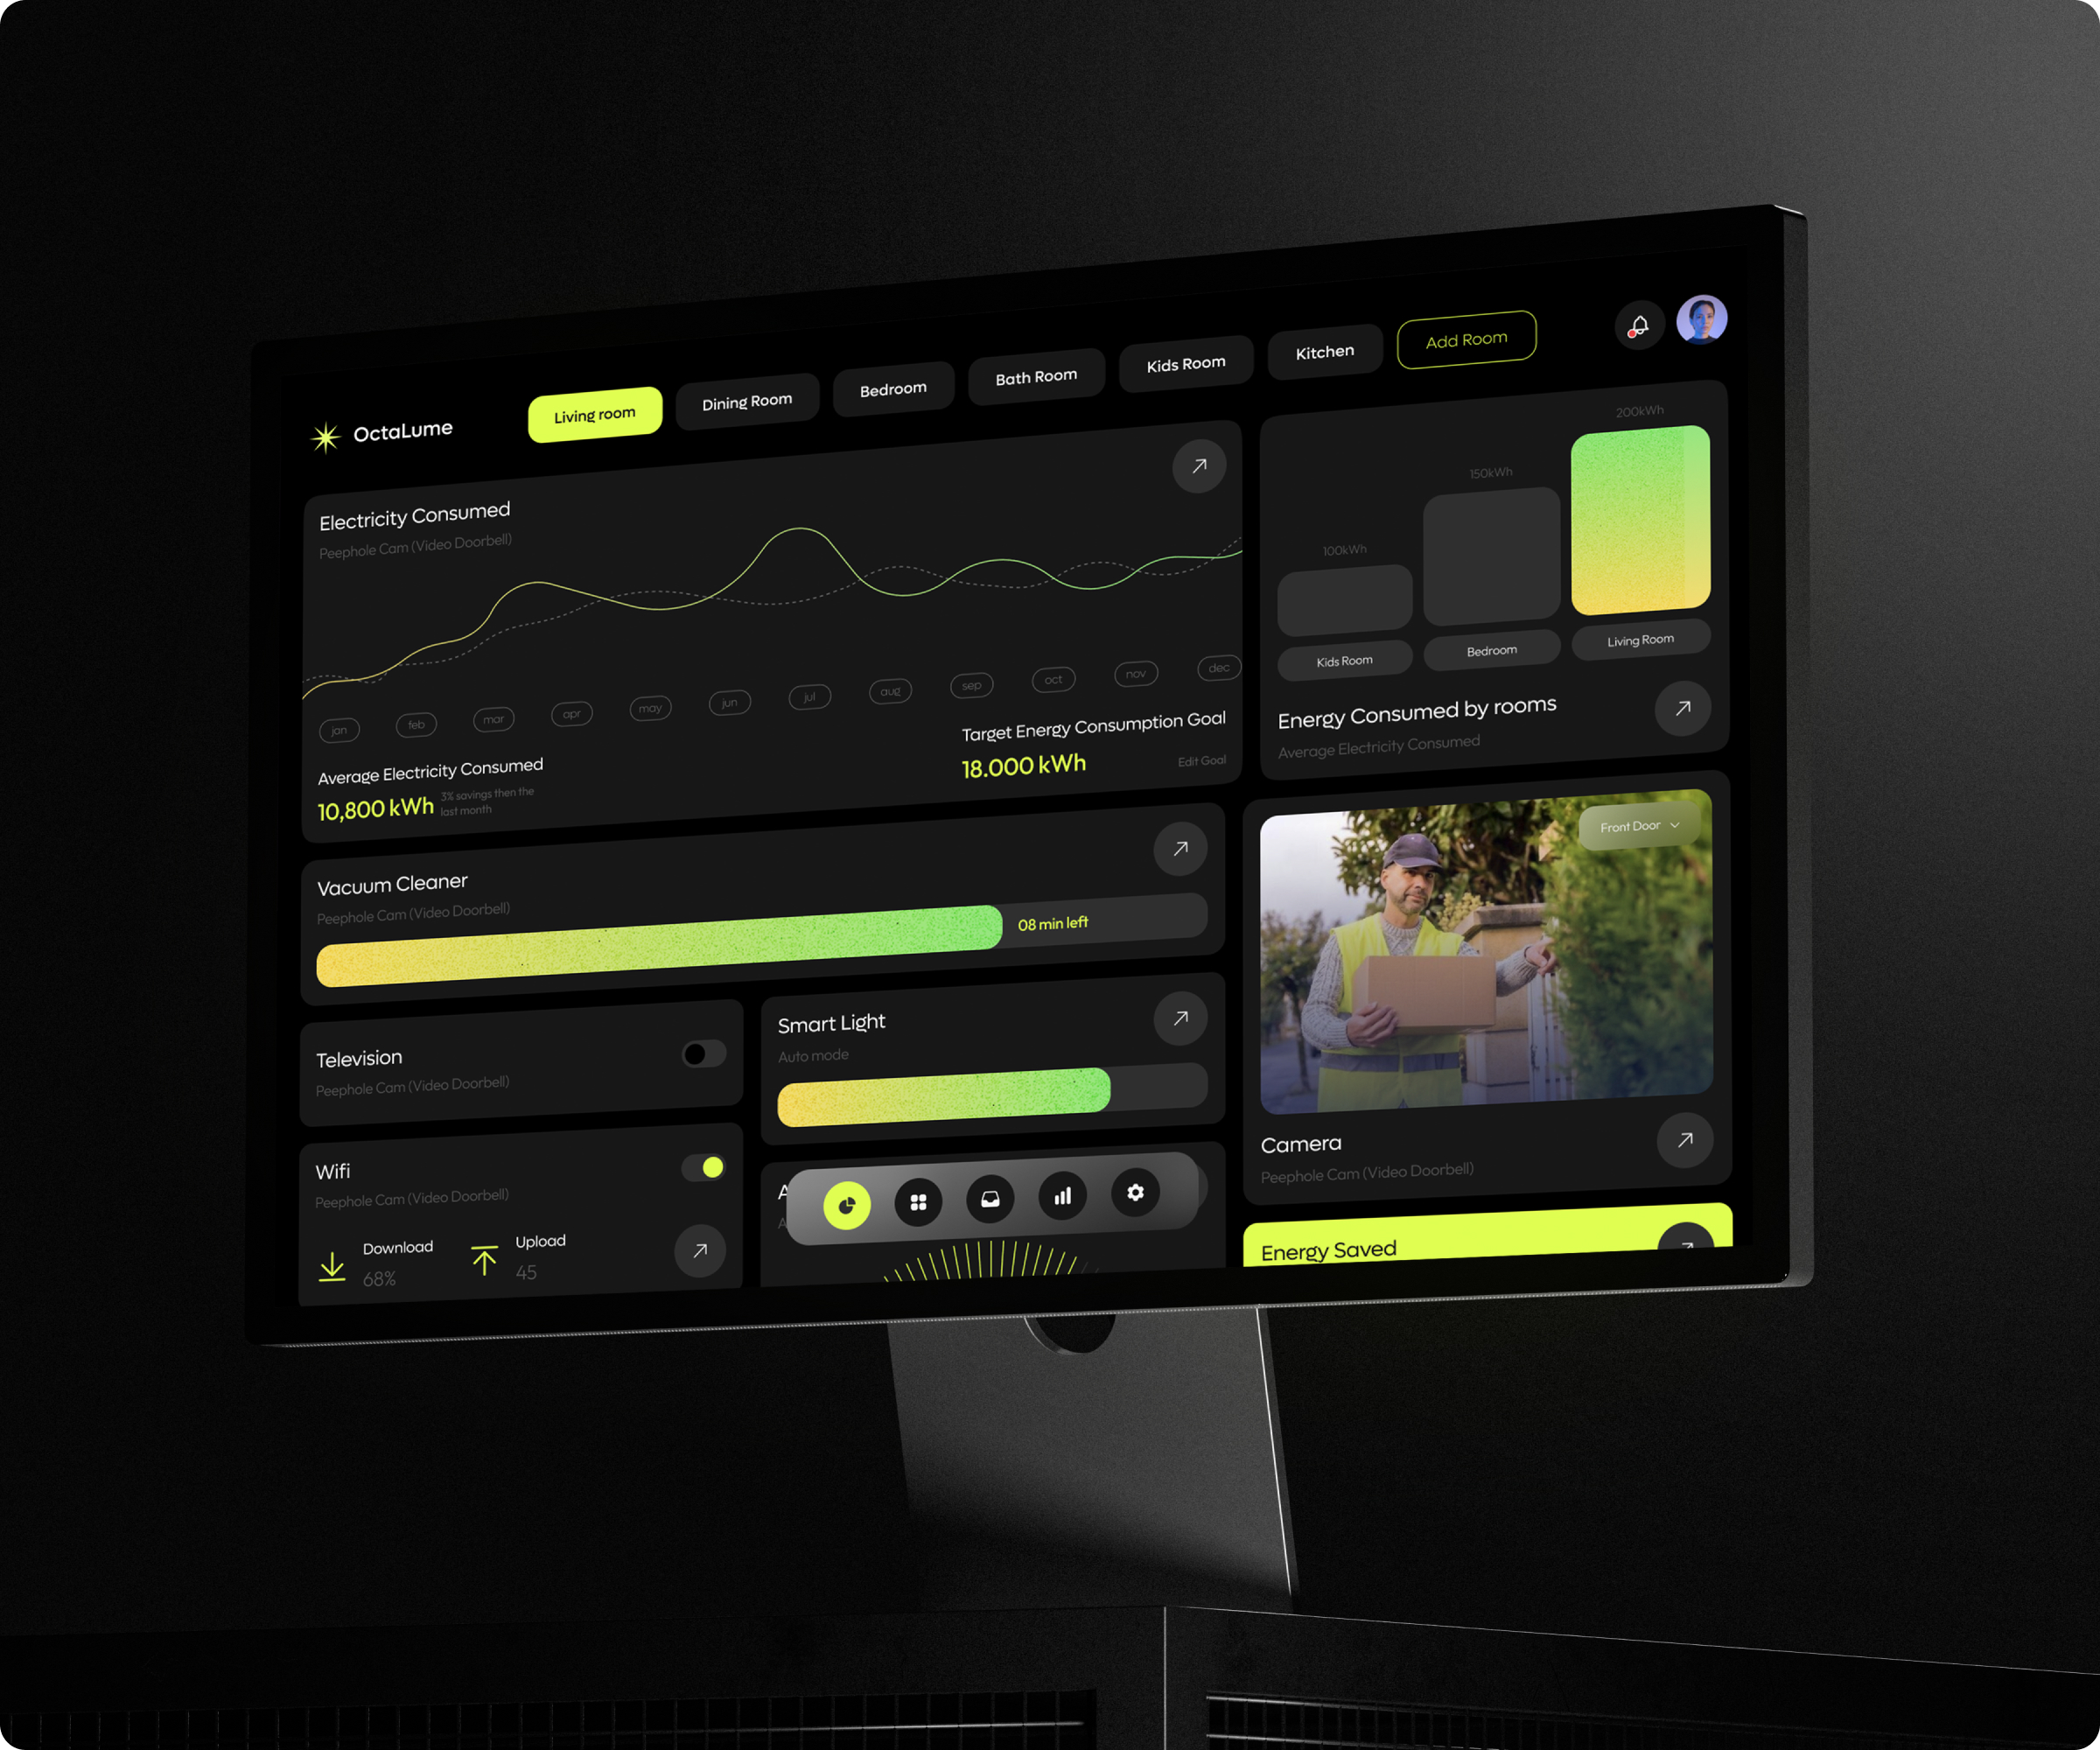 OctaLume
Living room
Dining Room
Bedroom
Bath Room
Kids Room
Kitchen
Add Room
Electricity Consumed
Peephole Cam (Video Doorbell)
jan
feb
mar
apr
may
jun
jul
aug
sep
oct
nov
dec
Average Electricity Consumed
10,800 kWh
3% savings then the
last month
Target Energy Consumption Goal
18.000 kWh
Edit Goal
100kWh
150kWh
200kWh
Kids Room
Bedroom
Living Room
Energy Consumed by rooms
Average Electricity Consumed
Vacuum Cleaner
Peephole Cam (Video Doorbell)
08 min left
Television
Peephole Cam (Video Doorbell)
Smart Light
Auto mode
Wifi
Peephole Cam (Video Doorbell)
Download
68%
Upload
45
Front Door
Camera
Peephole Cam (Video Doorbell)
Energy Saved